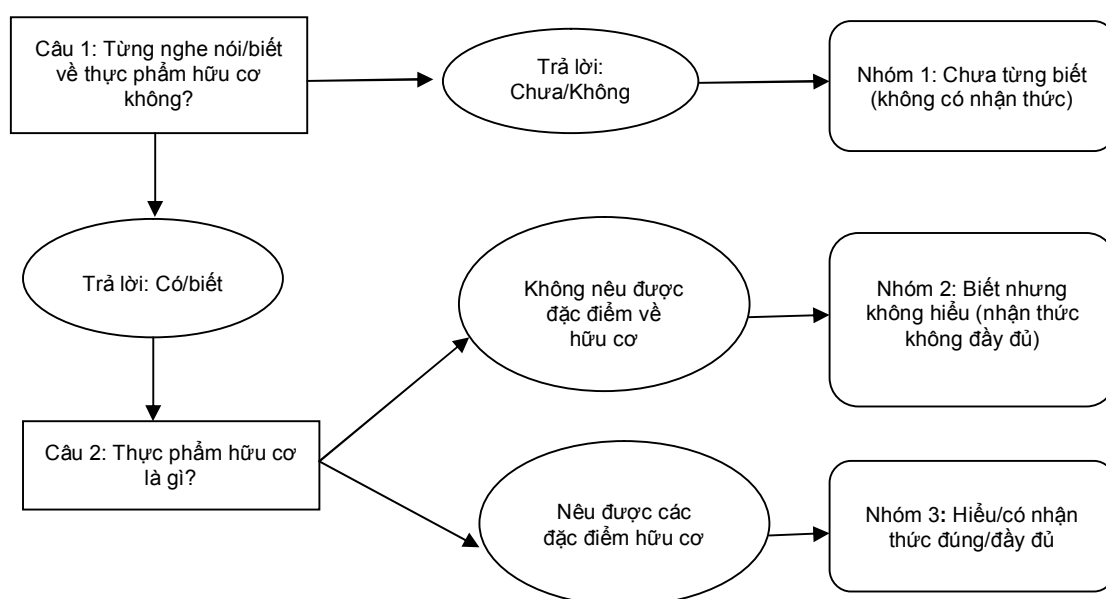 Câu 1: Từng nghe nói/biết
về thực phẩm hữu cơ
không?
Trả lời:
Chưa/Không
Nhóm 1: Chưa từng biết
(không có nhận thức)
Trả lời: Có/biết
Không nêu được
đặc điểm về
hữu cơ
Nhóm 2: Biết nhưng
không hiểu (nhận thức
không đầy đủ)
Câu 2: Thực phẩm hữu cơ
là gì?
Nêu được các
đặc điểm hữu cơ
Nhóm 3: Hiểu/có nhận
thức đúng/đầy đủ